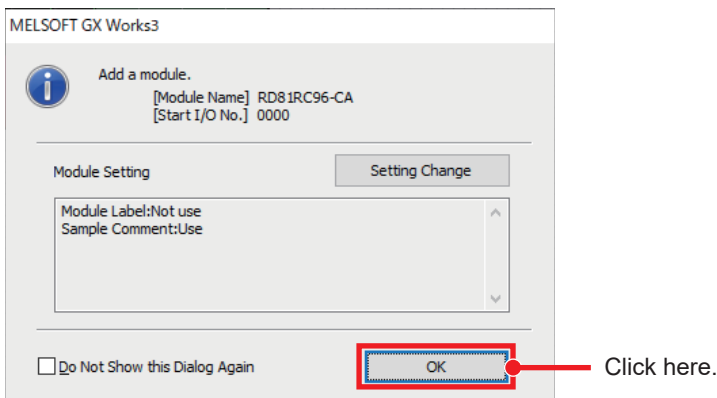 MELSOFT GX Works3
Add a module.
[Module Name] RD81RC96-CA
[Start I/O No.] 0000
Module Setting
Setting Change
Module Label:Not use
Sample Comment:Use
Do Not Show this Dialog Again
OK
Click here.